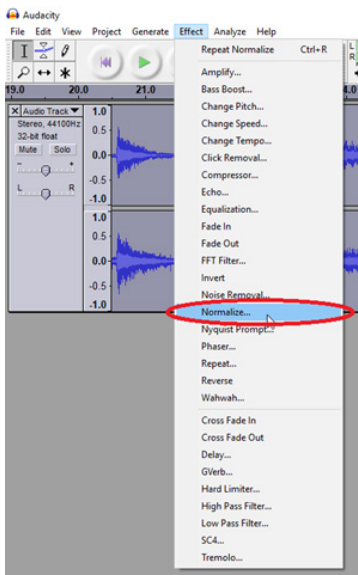 Audacity
File Edit View Project Generate Effect Analyze Help
Repeat Normalize Ctrl+R
L
R
19.0 20.0 21.0
Amplify...
Bass Boost...
Change Pitch...
Change Speed...
Change Tempo...
Click Removal...
Compressor...
Echo...
Equalization...
Fade In
Fade Out
FFT Filter...
Invert
Noise Removal...
Normalize...
Nyquist Prompt...
Phaser...
Repeat...
Reverse
Wahwah...
Cross Fade In
Cross Fade Out
Delay...
GVerb...
Hard Limiter...
High Pass Filter...
Low Pass Filter...
SC4...
Tremolo...
X Audio Track
Stereo, 44100Hz
32-bit float
Mute Solo
- +
L R
1.0
0.5
0.0
-0.5
-1.0
1.0
0.5
0.0
-0.5
-1.0